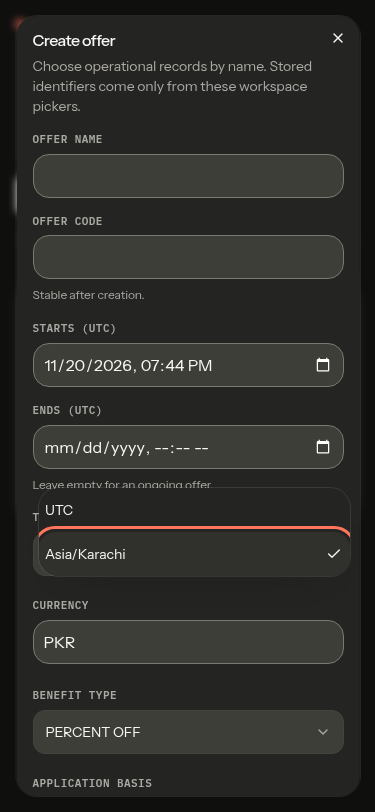 Create offer
Choose operational records by name. Stored
identifiers come only from these workspace
pickers.
OFFER NAME
OFFER CODE
Stable after creation.
STARTS (UTC)
11/20/2026, 07:44 PM
ENDS (UTC)
mm/dd/yyyy, --:-- --
Leave empty for an ongoing offer.
UTC
Asia/Karachi
CURRENCY
PKR
BENEFIT TYPE
PERCENT OFF
APPLICATION BASIS